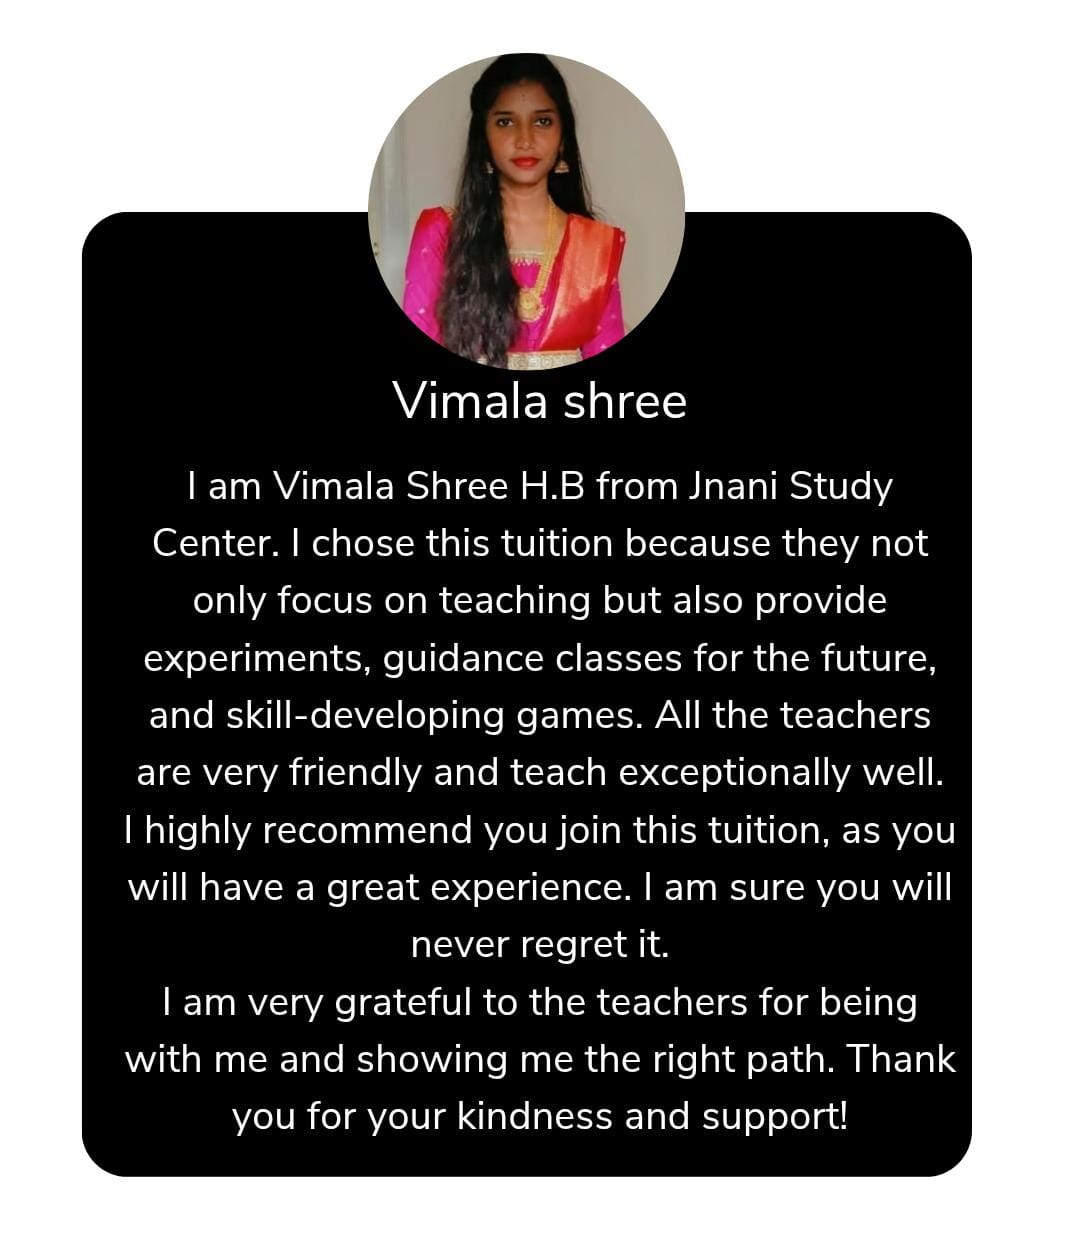 Vimala shree
I am Vimala Shree H.B from Jnani Study
Center. I chose this tuition because they not
only focus on teaching but also provide
experiments, guidance classes for the future,
and skill-developing games. All the teachers
are very friendly and teach exceptionally well.
I highly recommend you join this tuition, as you
will have a great experience. I am sure you will
never regret it.
I am very grateful to the teachers for being
with me and showing me the right path. Thank
you for your kindness and support!